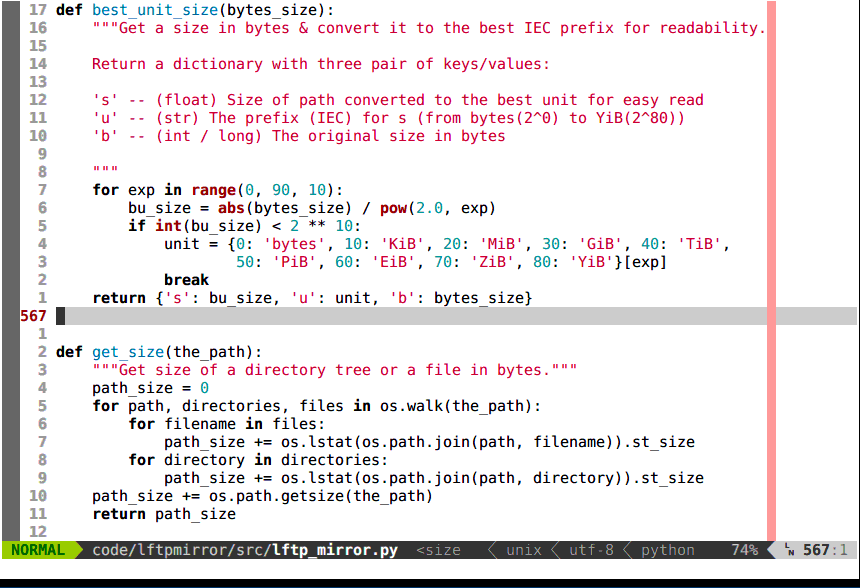 17 def best_unit_size(bytes_size):
16     """Get a size in bytes & convert it to the best IEC prefix for readability.
15
14     Return a dictionary with three pair of keys/values:
13
12     's' -- (float) Size of path converted to the best unit for easy read
11     'u' -- (str) The prefix (IEC) for s (from bytes(2^0) to YiB(2^80))
10     'b' -- (int / long) The original size in bytes
9
8     """
7     for exp in range(0, 90, 10):
6         bu_size = abs(bytes_size) / pow(2.0, exp)
5         if int(bu_size) < 2 ** 10:
4             unit = {0: 'bytes', 10: 'KiB', 20: 'MiB', 30: 'GiB', 40: 'TiB',
3                     50: 'PiB', 60: 'EiB', 70: 'ZiB', 80: 'YiB'}[exp]
2             break
1     return {'s': bu_size, 'u': unit, 'b': bytes_size}
567
1
2 def get_size(the_path):
3     """Get size of a directory tree or a file in bytes."""
4     path_size = 0
5     for path, directories, files in os.walk(the_path):
6         for filename in files:
7             path_size += os.lstat(os.path.join(path, filename)).st_size
8         for directory in directories:
9             path_size += os.lstat(os.path.join(path, directory)).st_size
10     path_size += os.path.getsize(the_path)
11     return path_size
12
NORMAL code/lftpmirror/src/lftp_mirror.py <size unix utf-8 python 74% LN 567:1